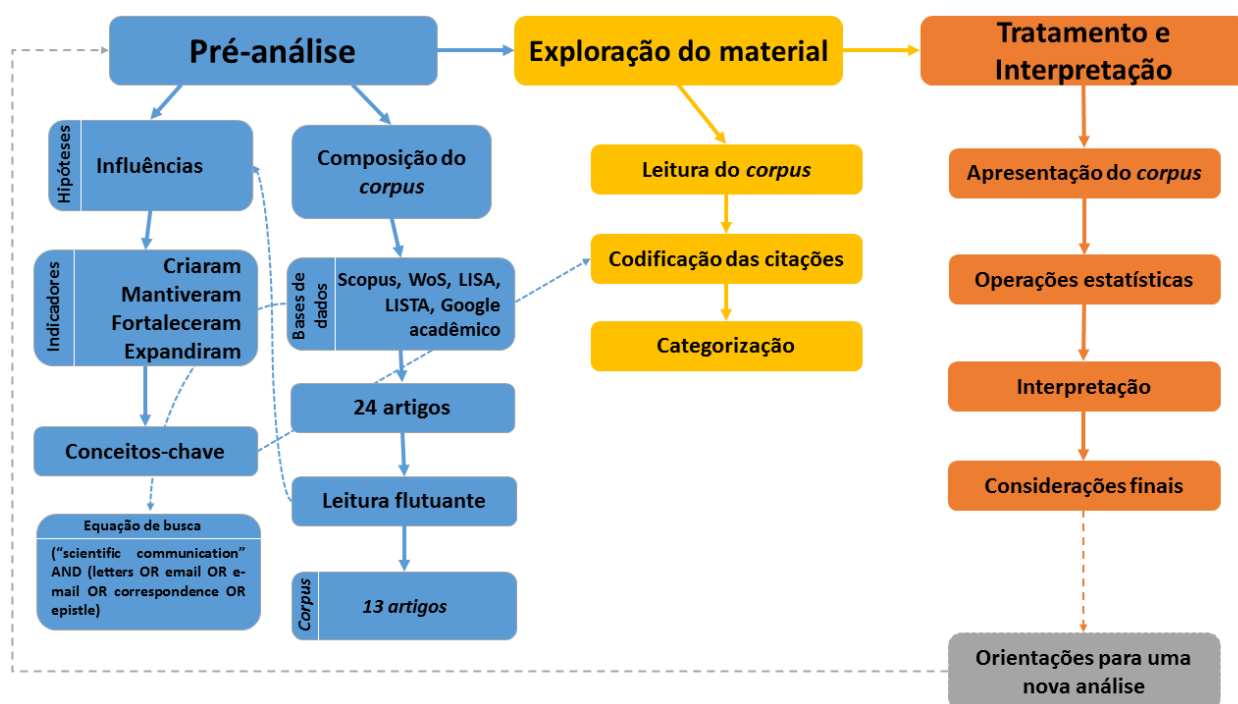 Pré-análise
Hipóteses
Influências
Indicadores
Criaram
Mantiveram
Fortaleceram
Expandiram
Conceitos-chave
Equação de busca
(“scientific communication”
AND (letters OR email OR e-
mail OR correspondence OR
epistle)
Composição do
corpus
Bases de
dados
Scopus, WoS, LISA,
LISTA, Google
acadêmico
24 artigos
Leitura flutuante
Corpus
13 artigos
Exploração do material
Leitura do corpus
Codificação das citações
Categorização
Tratamento e
Interpretação
Apresentação do corpus
Operações estatísticas
Interpretação
Considerações finais
Orientações para uma
nova análise